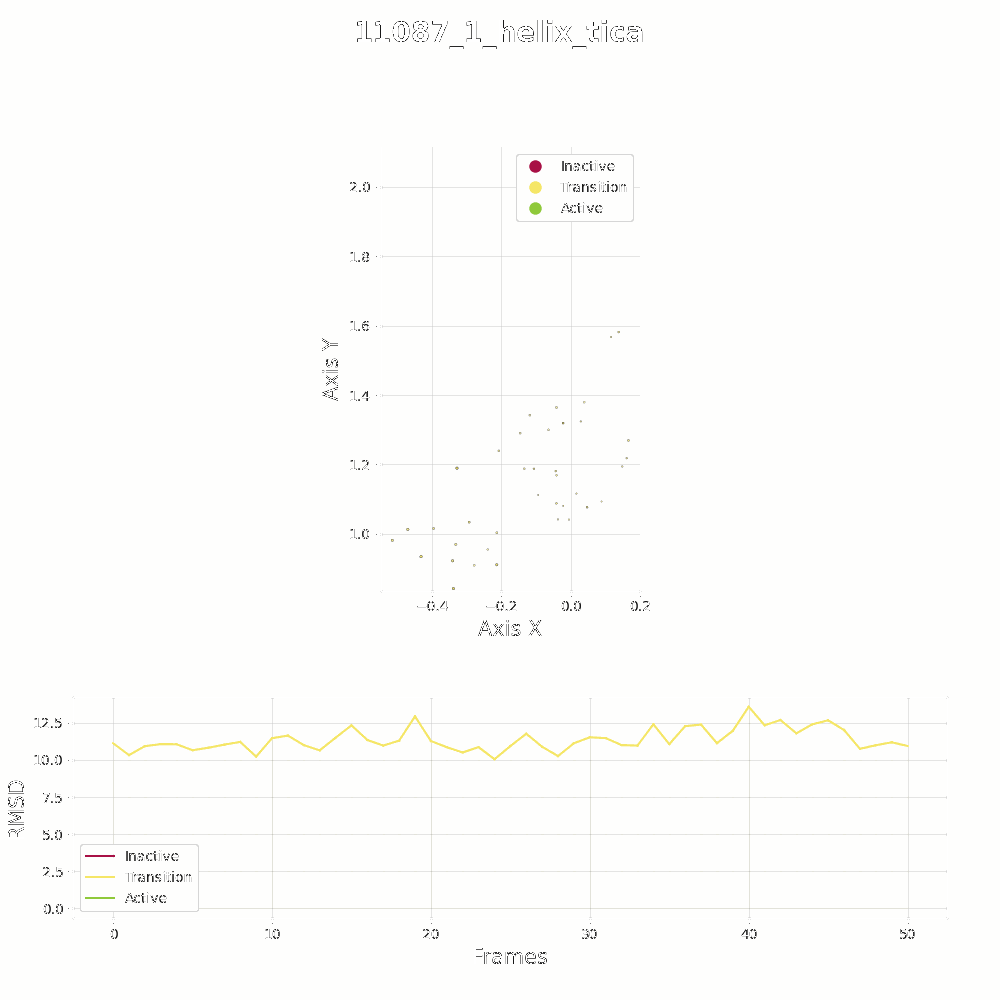 11087_1_helix_tica
Inactive
Transition
Active
2.0
1.8
1.6
1.4
1.2
1.0
Axis Y
−0.4 −0.2 0.0 0.2
Axis X
12.5
10.0
7.5
5.0
2.5
0.0
RMSD
Inactive
Transition
Active
0 10 20 30 40 50
Frames